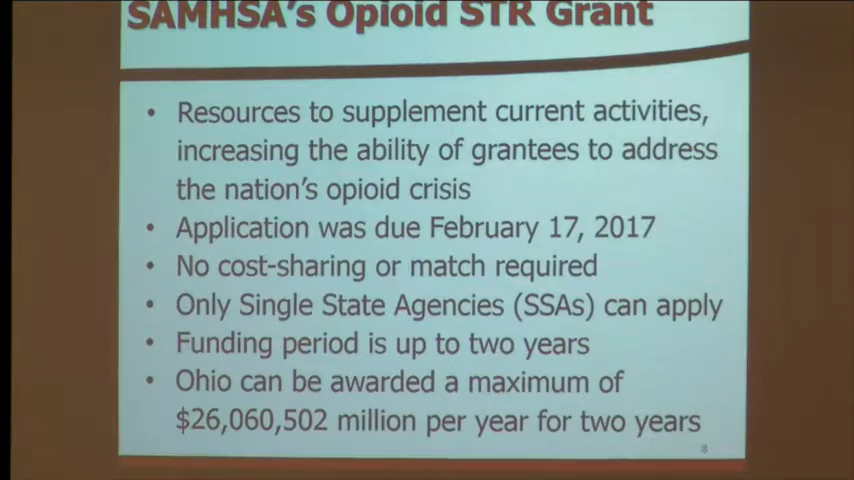 SAMHSA's Opioid STR Grant
• Resources to supplement current activities,
increasing the ability of grantees to address
the nation's opioid crisis
• Application was due February 17, 2017
• No cost-sharing or match required
• Only Single State Agencies (SSAs) can apply
• Funding period is up to two years
• Ohio can be awarded a maximum of
$26,060,502 million per year for two years
8